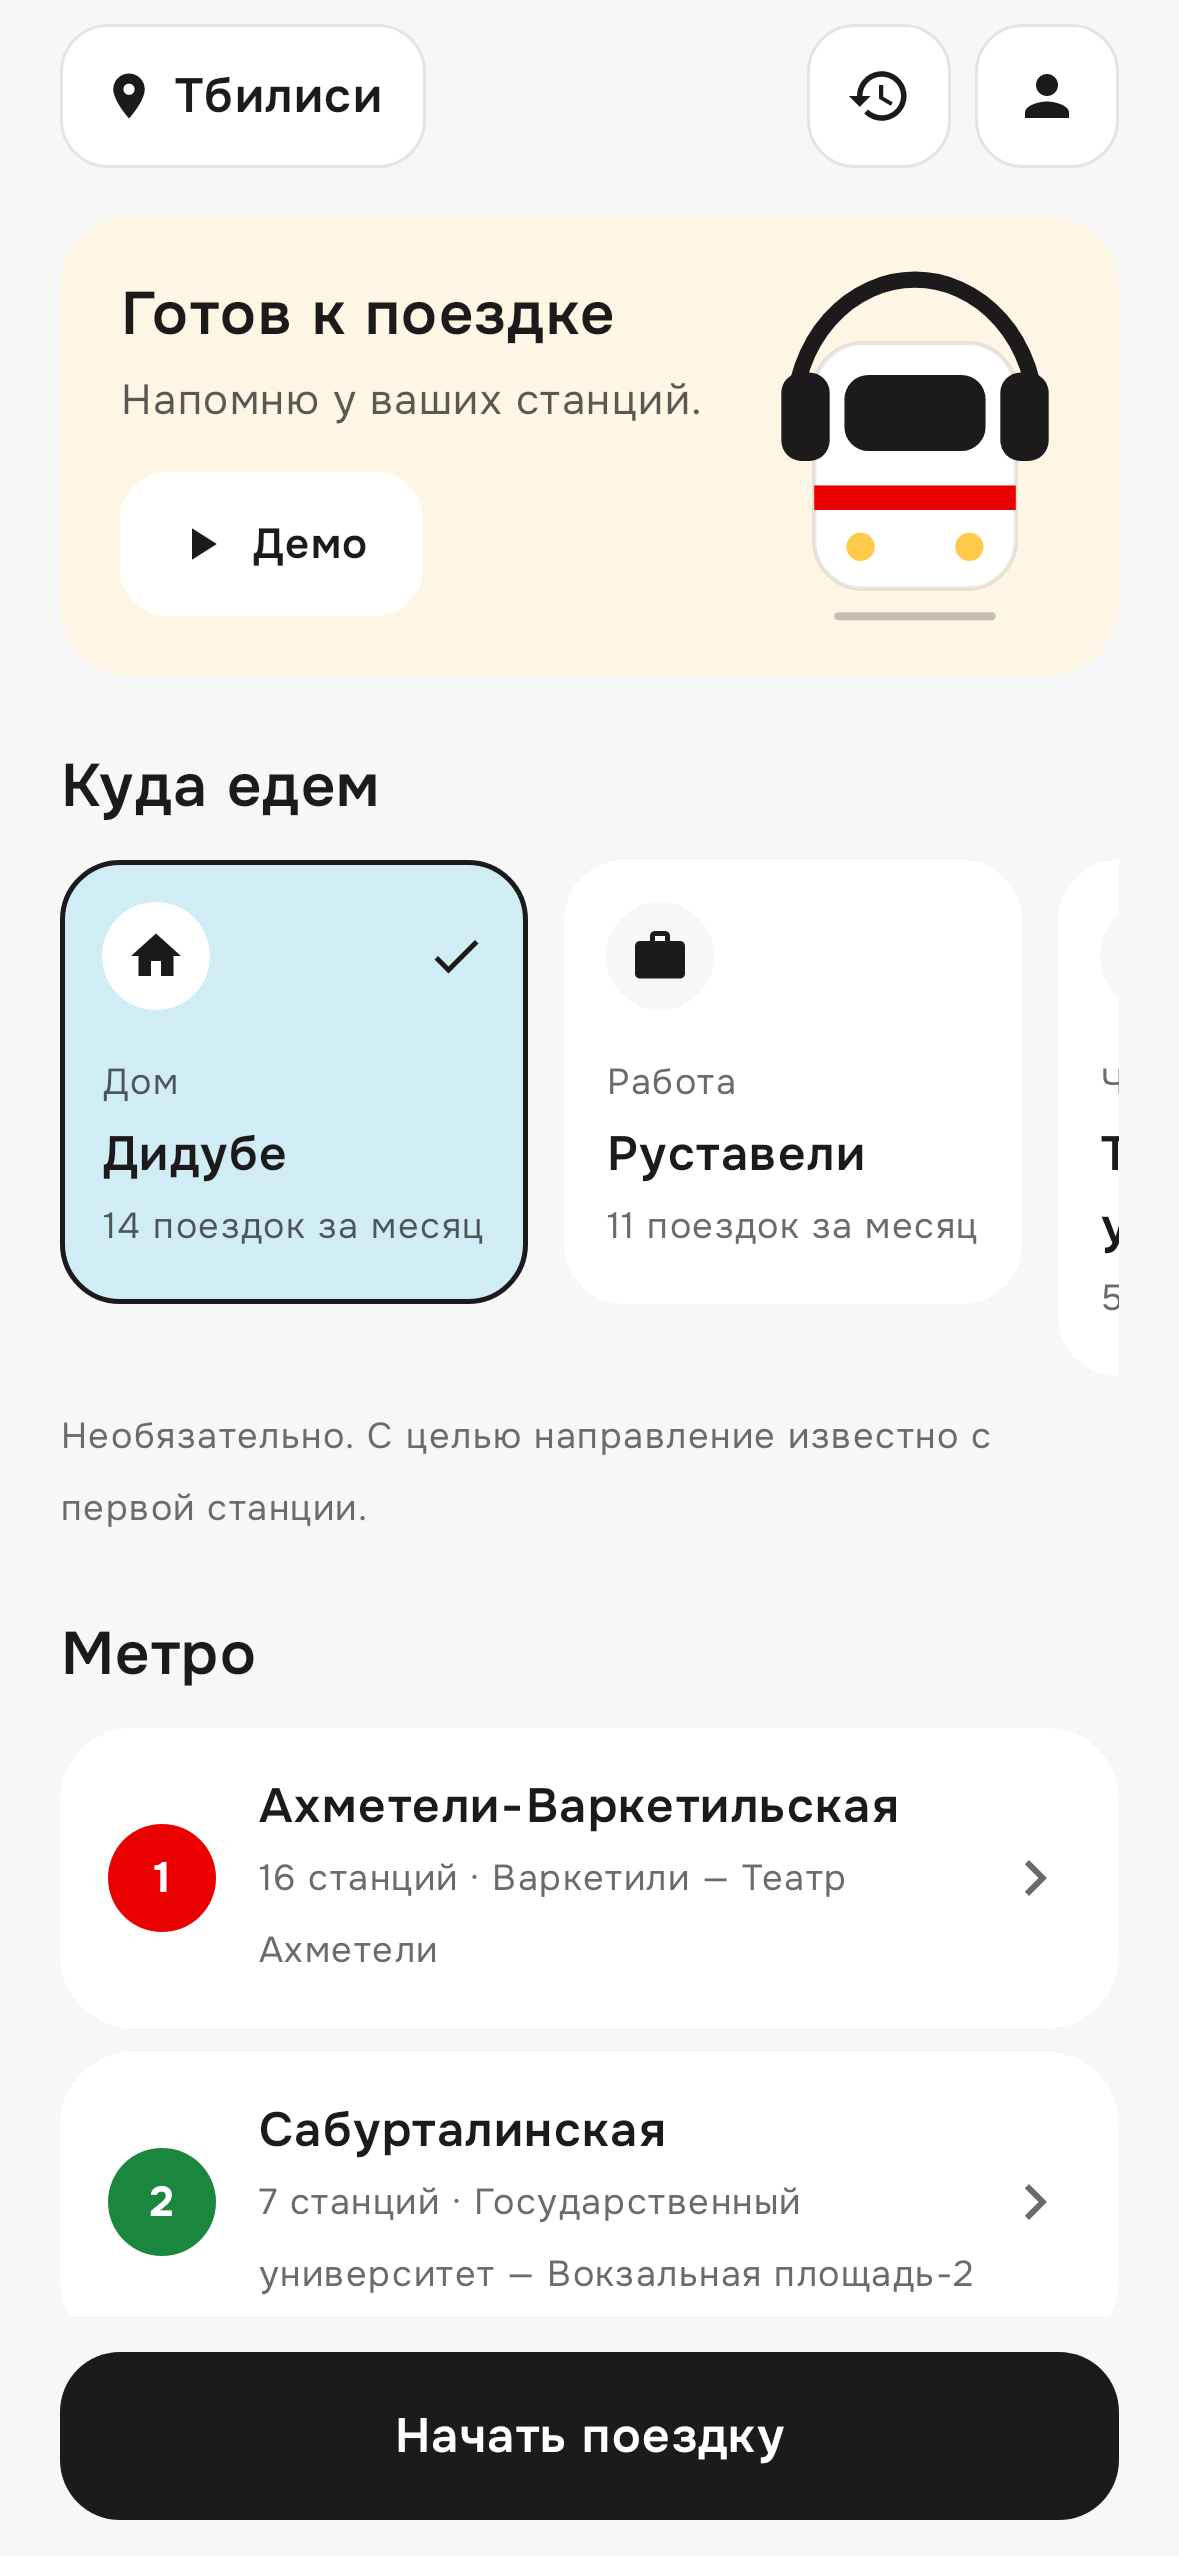 Тбилиси
Готов к поездке
Напомню у ваших станций.
Демо
Куда едем
Дом
Дидубе
14 поездок за месяц
Работа
Руставели
11 поездок за месяц
Необязательно. С целью направление известно с
первой станции.
Метро
1
Ахметели-Варкетильская
16 станций · Варкетили — Театр
Ахметели
2
Сабурталинская
7 станций · Государственный
университет — Вокзальная площадь-2
Начать поездку